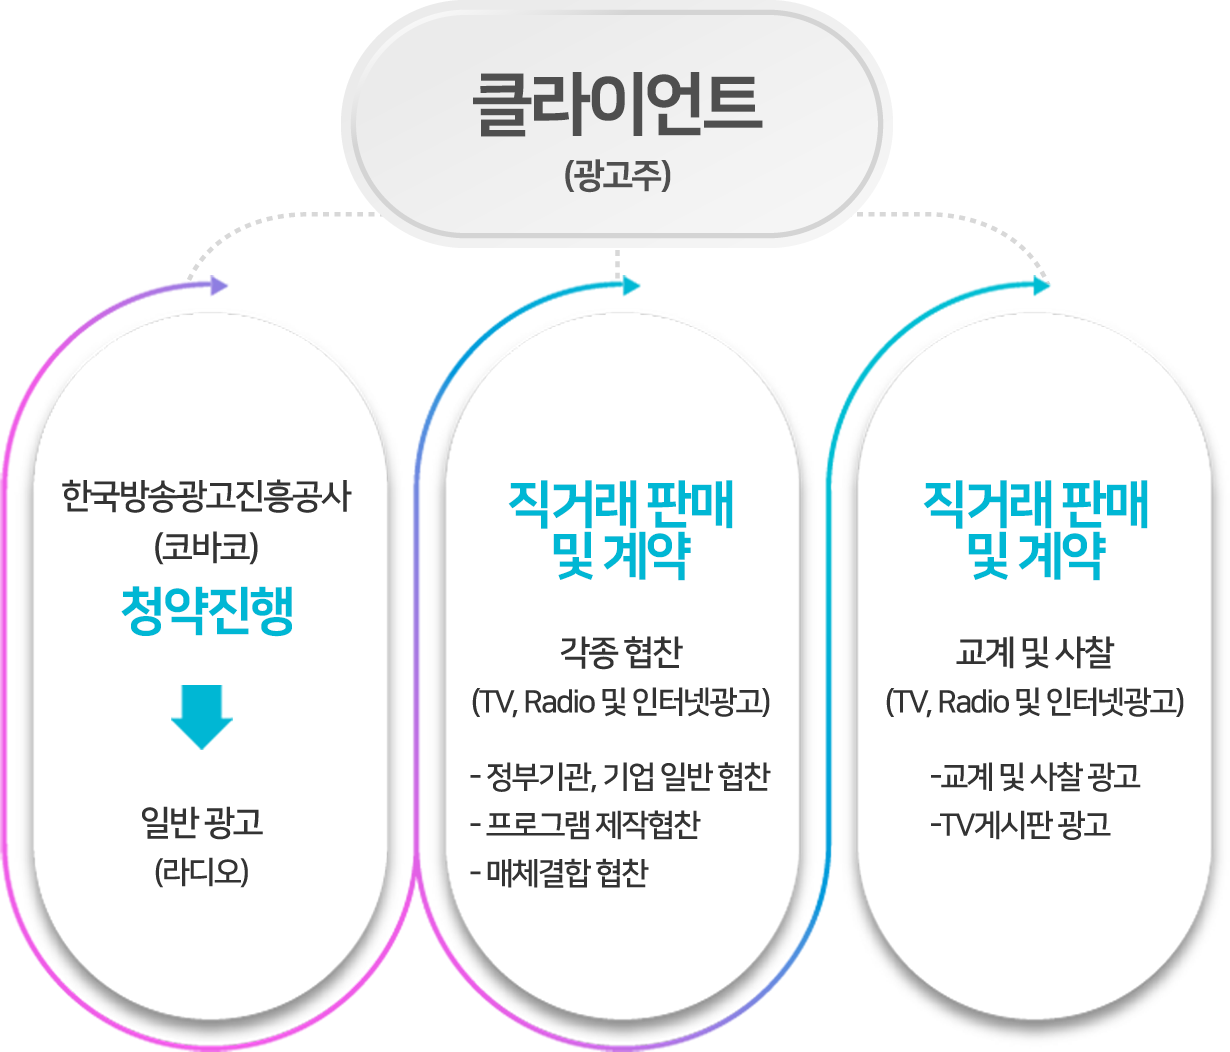 클라이언트
(광고주)
한국방송광고진흥공사
(코바코)
청약진행
일반 광고
(라디오)
직거래 판매
및 계약
각종 협찬
(TV, Radio 및 인터넷광고)
- 정부기관, 기업 일반 협찬
- 프로그램 제작협찬
- 매체결합 협찬
직거래 판매
및 계약
교계 및 사찰
(TV, Radio 및 인터넷광고)
-교계 및 사찰 광고
-TV게시판 광고